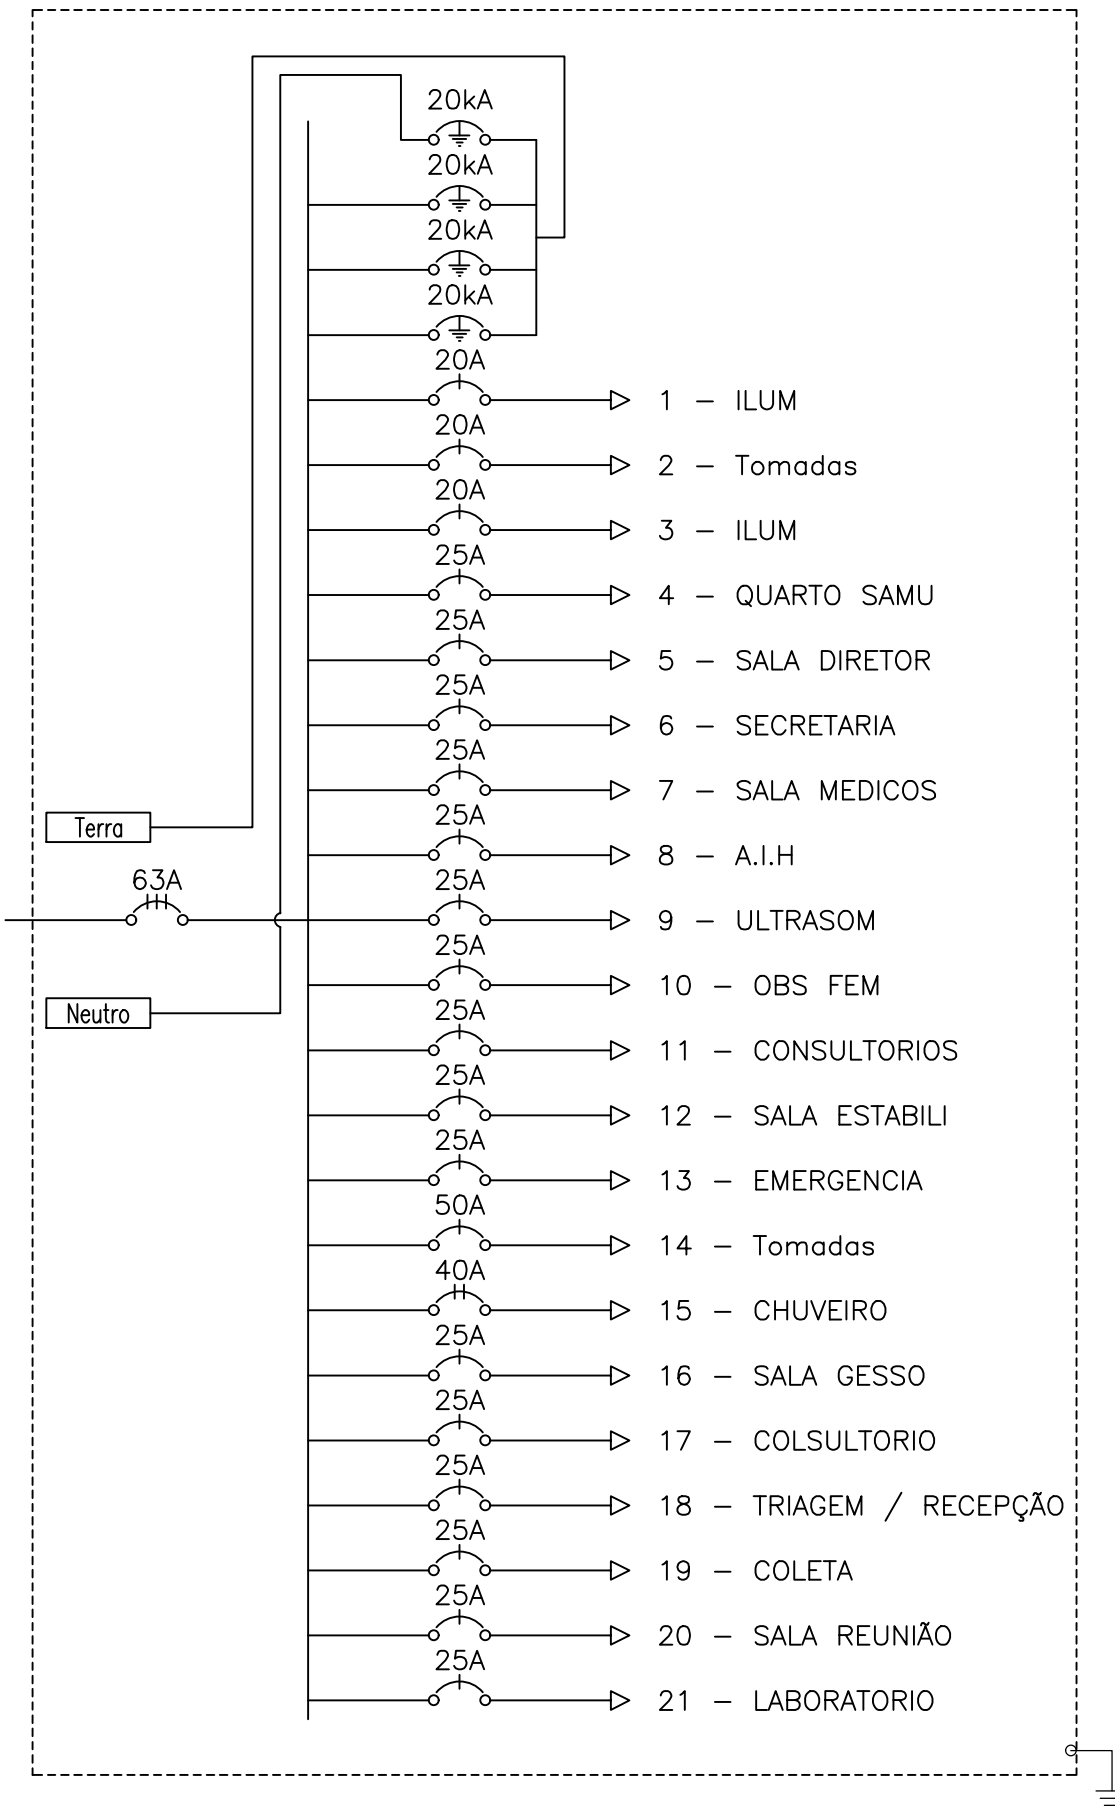 20kA
20kA
20kA
20kA
20A
1 – ILUM
20A
2 – Tomadas
20A
3 – ILUM
25A
4 – QUARTO SAMU
25A
5 – SALA DIRETOR
25A
6 – SECRETARIA
25A
7 – SALA MEDICOS
Terra
25A
8 – A.I.H
63A
25A
9 – ULTRASOM
25A
10 – OBS FEM
Neutro
25A
11 – CONSULTORIOS
25A
12 – SALA ESTABILI
25A
13 – EMERGENCIA
50A
14 – Tomadas
40A
15 – CHUVEIRO
25A
16 – SALA GESSO
25A
17 – COLSULTORIO
25A
18 – TRIAGEM / RECEPÇÃO
25A
19 – COLETA
25A
20 – SALA REUNIÃO
25A
21 – LABORATORIO